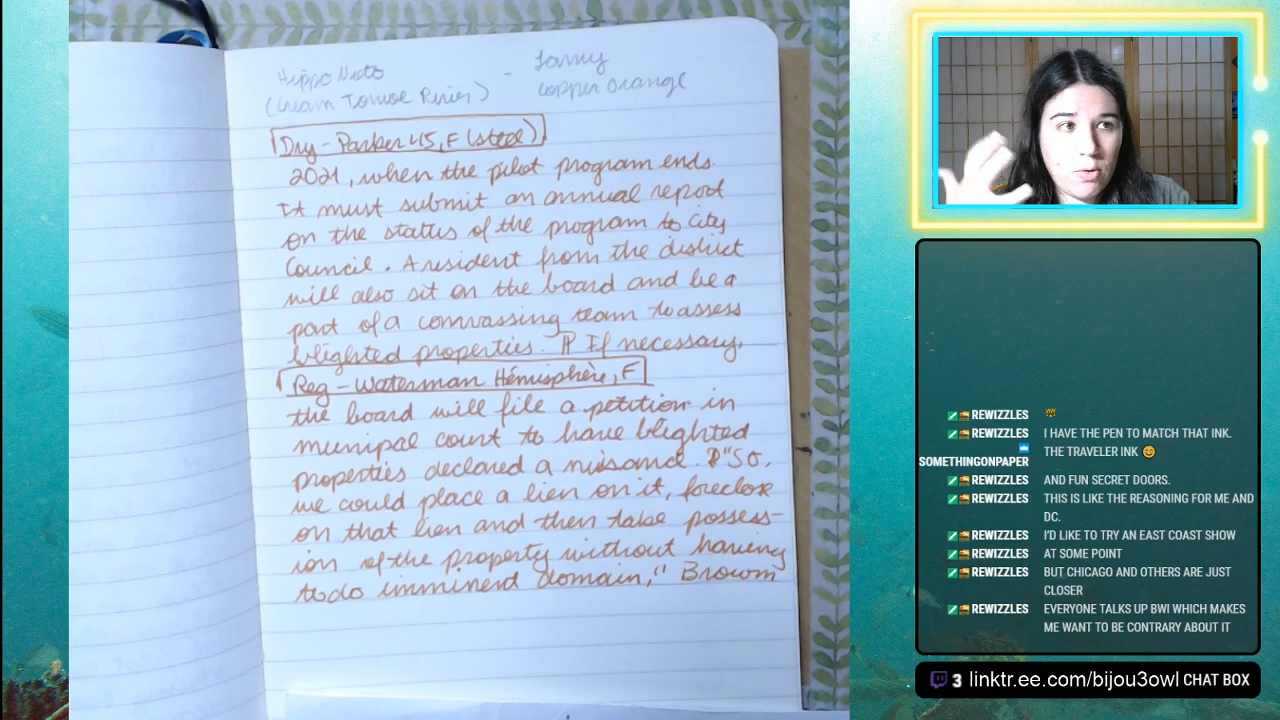 Hippo Noto
(Cream Tomoe River)
- Lamy
Copper Orange
Dry - Parker 45, F (steel)
2021, when the pilot program ends.
It must submit an annual report
on the status of the program to City
Council. A resident from the district
will also sit on the board and be a
part of a comvassing team to assess
blighted properties. ¶ If necessary,
Reg - Waterman Hémisphère, F
the board will file a petition in
munipal court to have blighted
properties declared a nuisance. ¶ "So,
we could place a lien on it, foreclose
on that lien and then take possess-
ion of the property without having
to do imminent domain," Brown
REWIZZLES
REWIZZLES I HAVE THE PEN TO MATCH THAT INK.
SOMETHINGONPAPER THE TRAVELER INK
REWIZZLES AND FUN SECRET DOORS.
REWIZZLES THIS IS LIKE THE REASONING FOR ME AND
DC.
REWIZZLES I'D LIKE TO TRY AN EAST COAST SHOW
REWIZZLES AT SOME POINT
REWIZZLES BUT CHICAGO AND OTHERS ARE JUST
CLOSER
REWIZZLES EVERYONE TALKS UP BWI WHICH MAKES
ME WANT TO BE CONTRARY ABOUT IT
3 linktr.ee.com/bijou3owl CHAT BOX